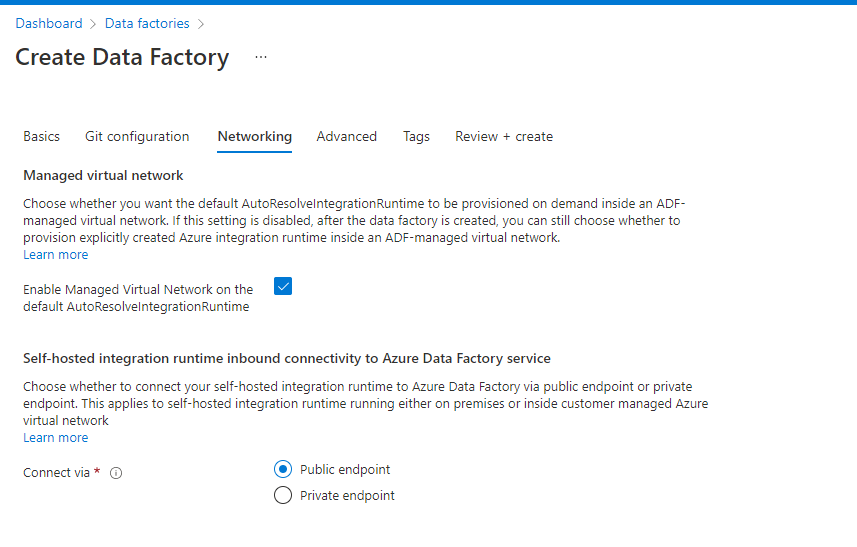 Dashboard > Data factories >
Create Data Factory ...
Basics Git configuration Networking Advanced Tags Review + create
Managed virtual network
Choose whether you want the default AutoResolveIntegrationRuntime to be provisioned on demand inside an ADF-
managed virtual network. If this setting is disabled, after the data factory is created, you can still choose whether to
provision explicitly created Azure integration runtime inside an ADF-managed virtual network.
Learn more
Enable Managed Virtual Network on the
default AutoResolveIntegrationRuntime
Self-hosted integration runtime inbound connectivity to Azure Data Factory service
Choose whether to connect your self-hosted integration runtime to Azure Data Factory via public endpoint or private
endpoint. This applies to self-hosted integration runtime running either on premises or inside customer managed Azure
virtual network
Learn more
Connect via *
Public endpoint
Private endpoint